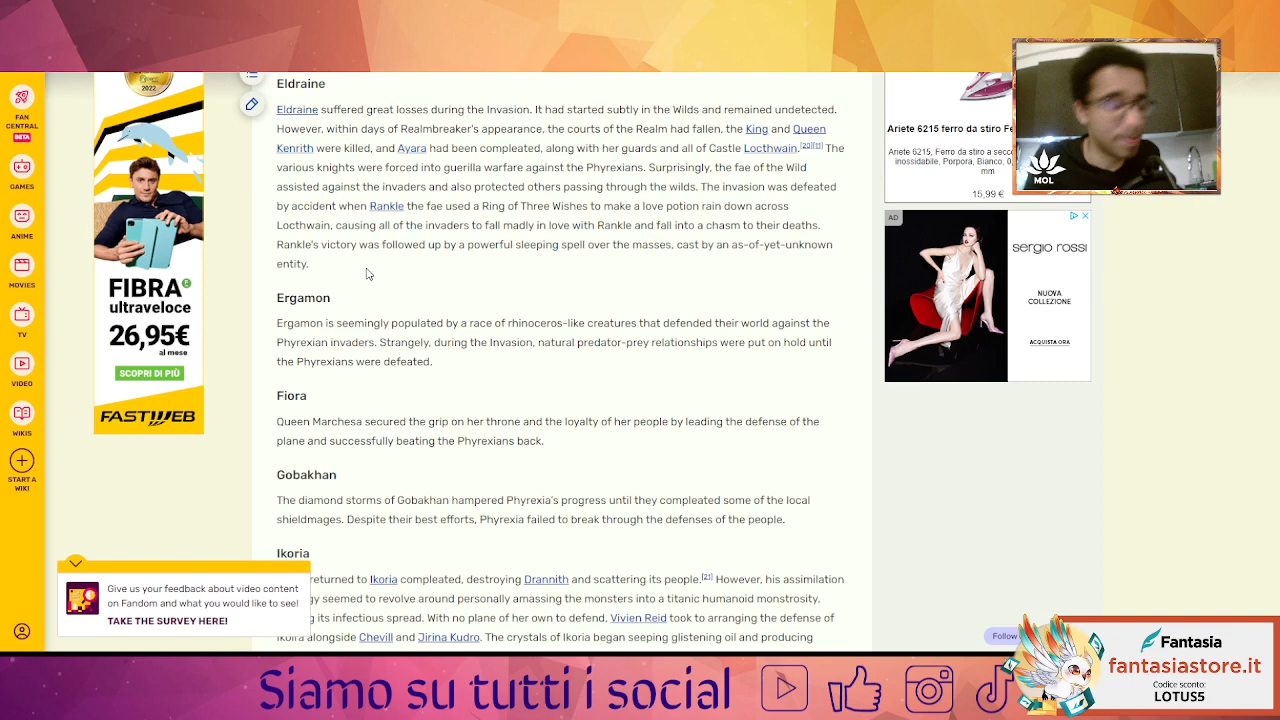 FAN
CENTRAL
BETA
GAMES
ANIME
MOVIES
TV
VIDEO
WIKIS
START A
WIKI
2022
FIBRA
ultraveloce
26,95€
al mese
SCOPRI DI PIÙ
FASTWEB
Eldraine
Eldraine suffered great losses during the Invasion. It had started subtly in the Wilds and remained undetected.
However, within days of Realmbreaker's appearance, the courts of the Realm had fallen, the King and Queen
Kenrith were killed, and Ayara had been compleated, along with her guards and all of Castle Locthwain.[20][11] The
various knights were forced into guerilla warfare against the Phyrexians. Surprisingly, the fae of the Wild
assisted against the invaders and also protected others passing through the wilds. The invasion was defeated
by accident when Rankle had used a Ring of Three Wishes to make a love potion rain down across
Locthwain, causing all of the invaders to fall madly in love with Rankle and fall into a chasm to their deaths.
Rankle's victory was followed up by a powerful sleeping spell over the masses, cast by an as-of-yet-unknown
entity.
Ergamon
Ergamon is seemingly populated by a race of rhinoceros-like creatures that defended their world against the
Phyrexian invaders. Strangely, during the Invasion, natural predator-prey relationships were put on hold until
the Phyrexians were defeated.
Fiora
Queen Marchesa secured the grip on her throne and the loyalty of her people by leading the defense of the
plane and successfully beating the Phyrexians back.
Gobakhan
The diamond storms of Gobakhan hampered Phyrexia's progress until they compleated some of the local
shieldmages. Despite their best efforts, Phyrexia failed to break through the defenses of the people.
Ikoria
returned to Ikoria compleated, destroying Drannith and scattering its people.[21] However, his assimilation
seemed to revolve around personally amassing the monsters into a titanic humanoid monstrosity,
its infectious spread. With no plane of her own to defend, Vivien Reid took to arranging the defense of
Ikoria alongside Chevill and Jirina Kudro. The crystals of Ikoria began seeping glistening oil and producing
Give us your feedback about video content
on Fandom and what you would like to see!
TAKE THE SURVEY HERE!
Ariete 6215 ferro da stiro Fe
Ariete 6215, Ferro da stiro a secco
inossidabile, Porpora, Bianco, 0
mm
15,99 €
MOL
AD
sergio rossi
NUOVA
COLLEZIONE
ACQUISTA ORA
Follow
Fantasia
fantasiastore.it
Codice sconto:
LOTUS5
Siamo su tutti i social